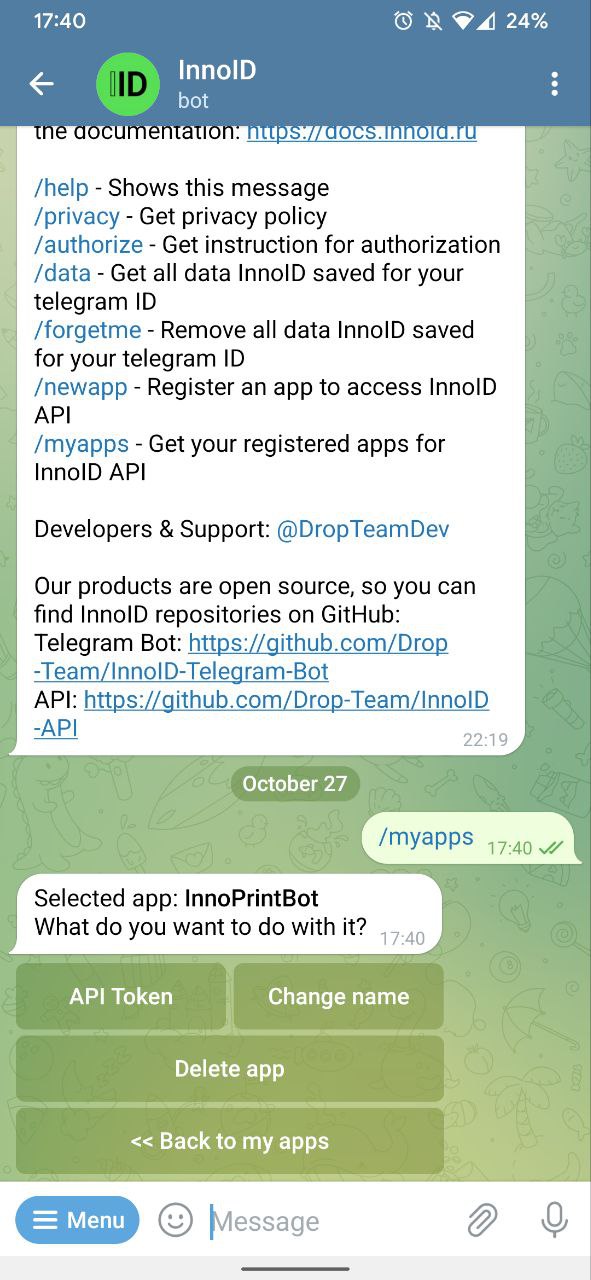 17:40
24%
InnoID
bot
ID
the documentation: https://docs.innoid.ru
/help - Shows this message
/privacy - Get privacy policy
/authorize - Get instruction for authorization
/data - Get all data InnoID saved for your
telegram ID
/forgetme - Remove all data InnoID saved
for your telegram ID
/newapp - Register an app to access InnoID
API
/myapps - Get your registered apps for
InnoID API
Developers & Support: @DropTeamDev
Our products are open source, so you can
find InnoID repositories on GitHub:
Telegram Bot: https://github.com/Drop
-Team/InnoID-Telegram-Bot
API: https://github.com/Drop-Team/InnoID
-API
22:19
October 27
/myapps 17:40
Selected app: InnoPrintBot
What do you want to do with it?
17:40
API Token
Change name
Delete app
<< Back to my apps
Menu
Message